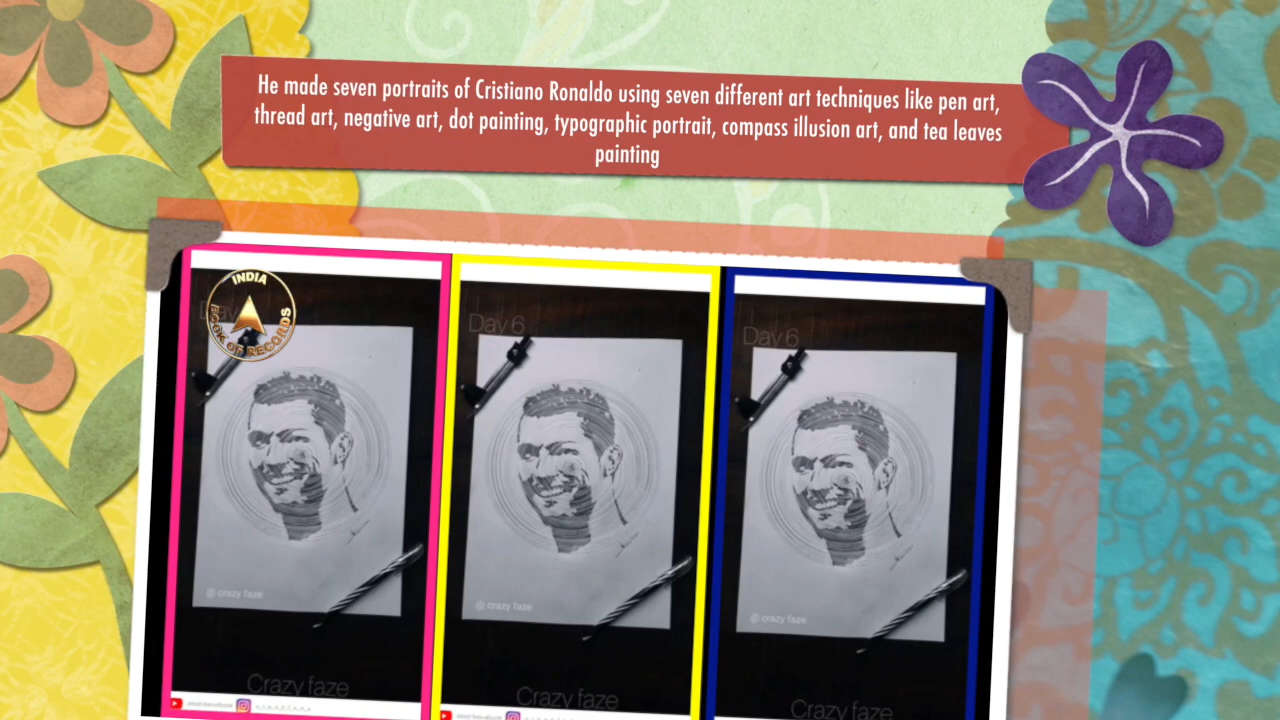 He made seven portraits of Cristiano Ronaldo using seven different art techniques like pen art,
thread art, negative art, dot painting, typographic portrait, compass illusion art, and tea leaves
painting
INDIA
BOOK OF RECORDS
Day 6
Day 6
@ crazy faze
@ crazy faze
@ crazy faze
Crazy faze
Crazy faze
Crazy faze